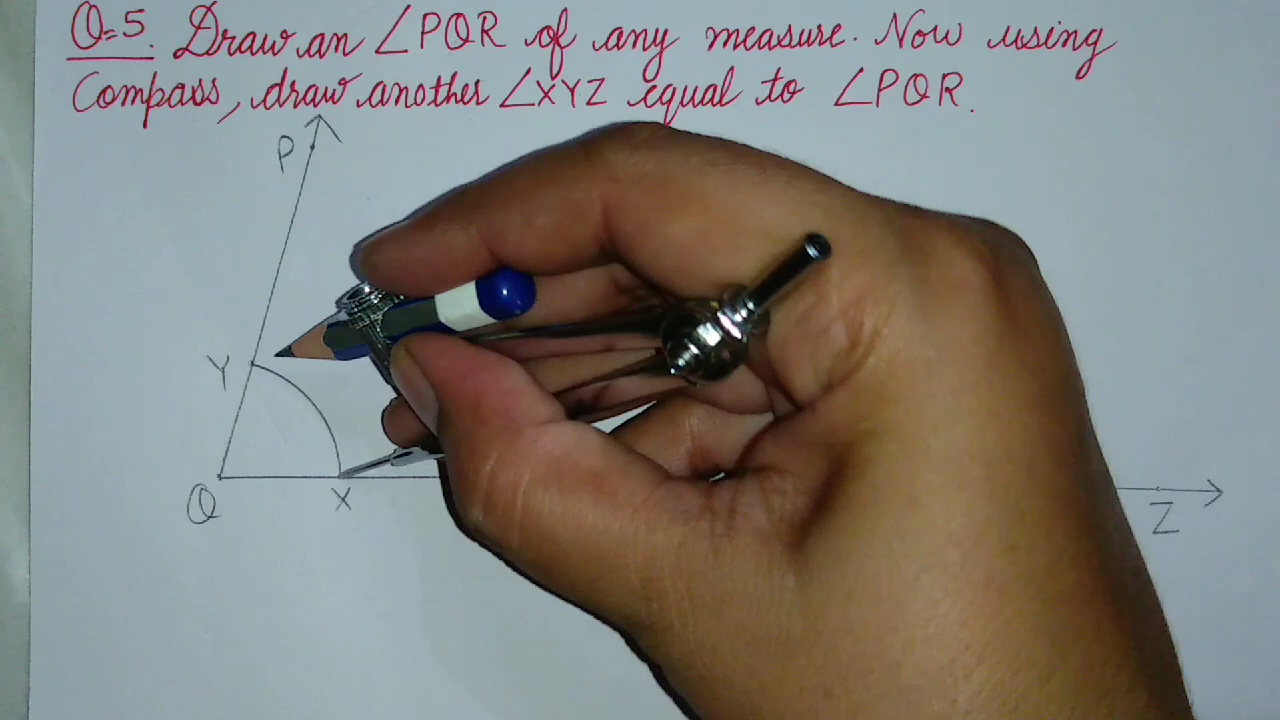 Q=5. Draw an ∠PQR of any measure. Now using
Compass, draw another ∠XYZ equal to ∠PQR.
P
Y
Q
X
Z